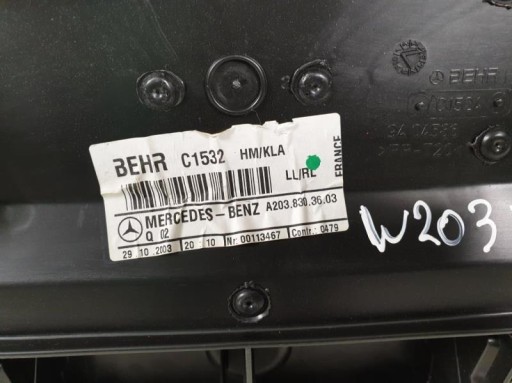 BEHR C1532 HM/KLA
LL/RL
FRANCE
MERCEDES-BENZ A203.830.36.03
Q 02
29.10.2003 20:10 Nr. 00113467 Contr.: 0479
W203
BEHR